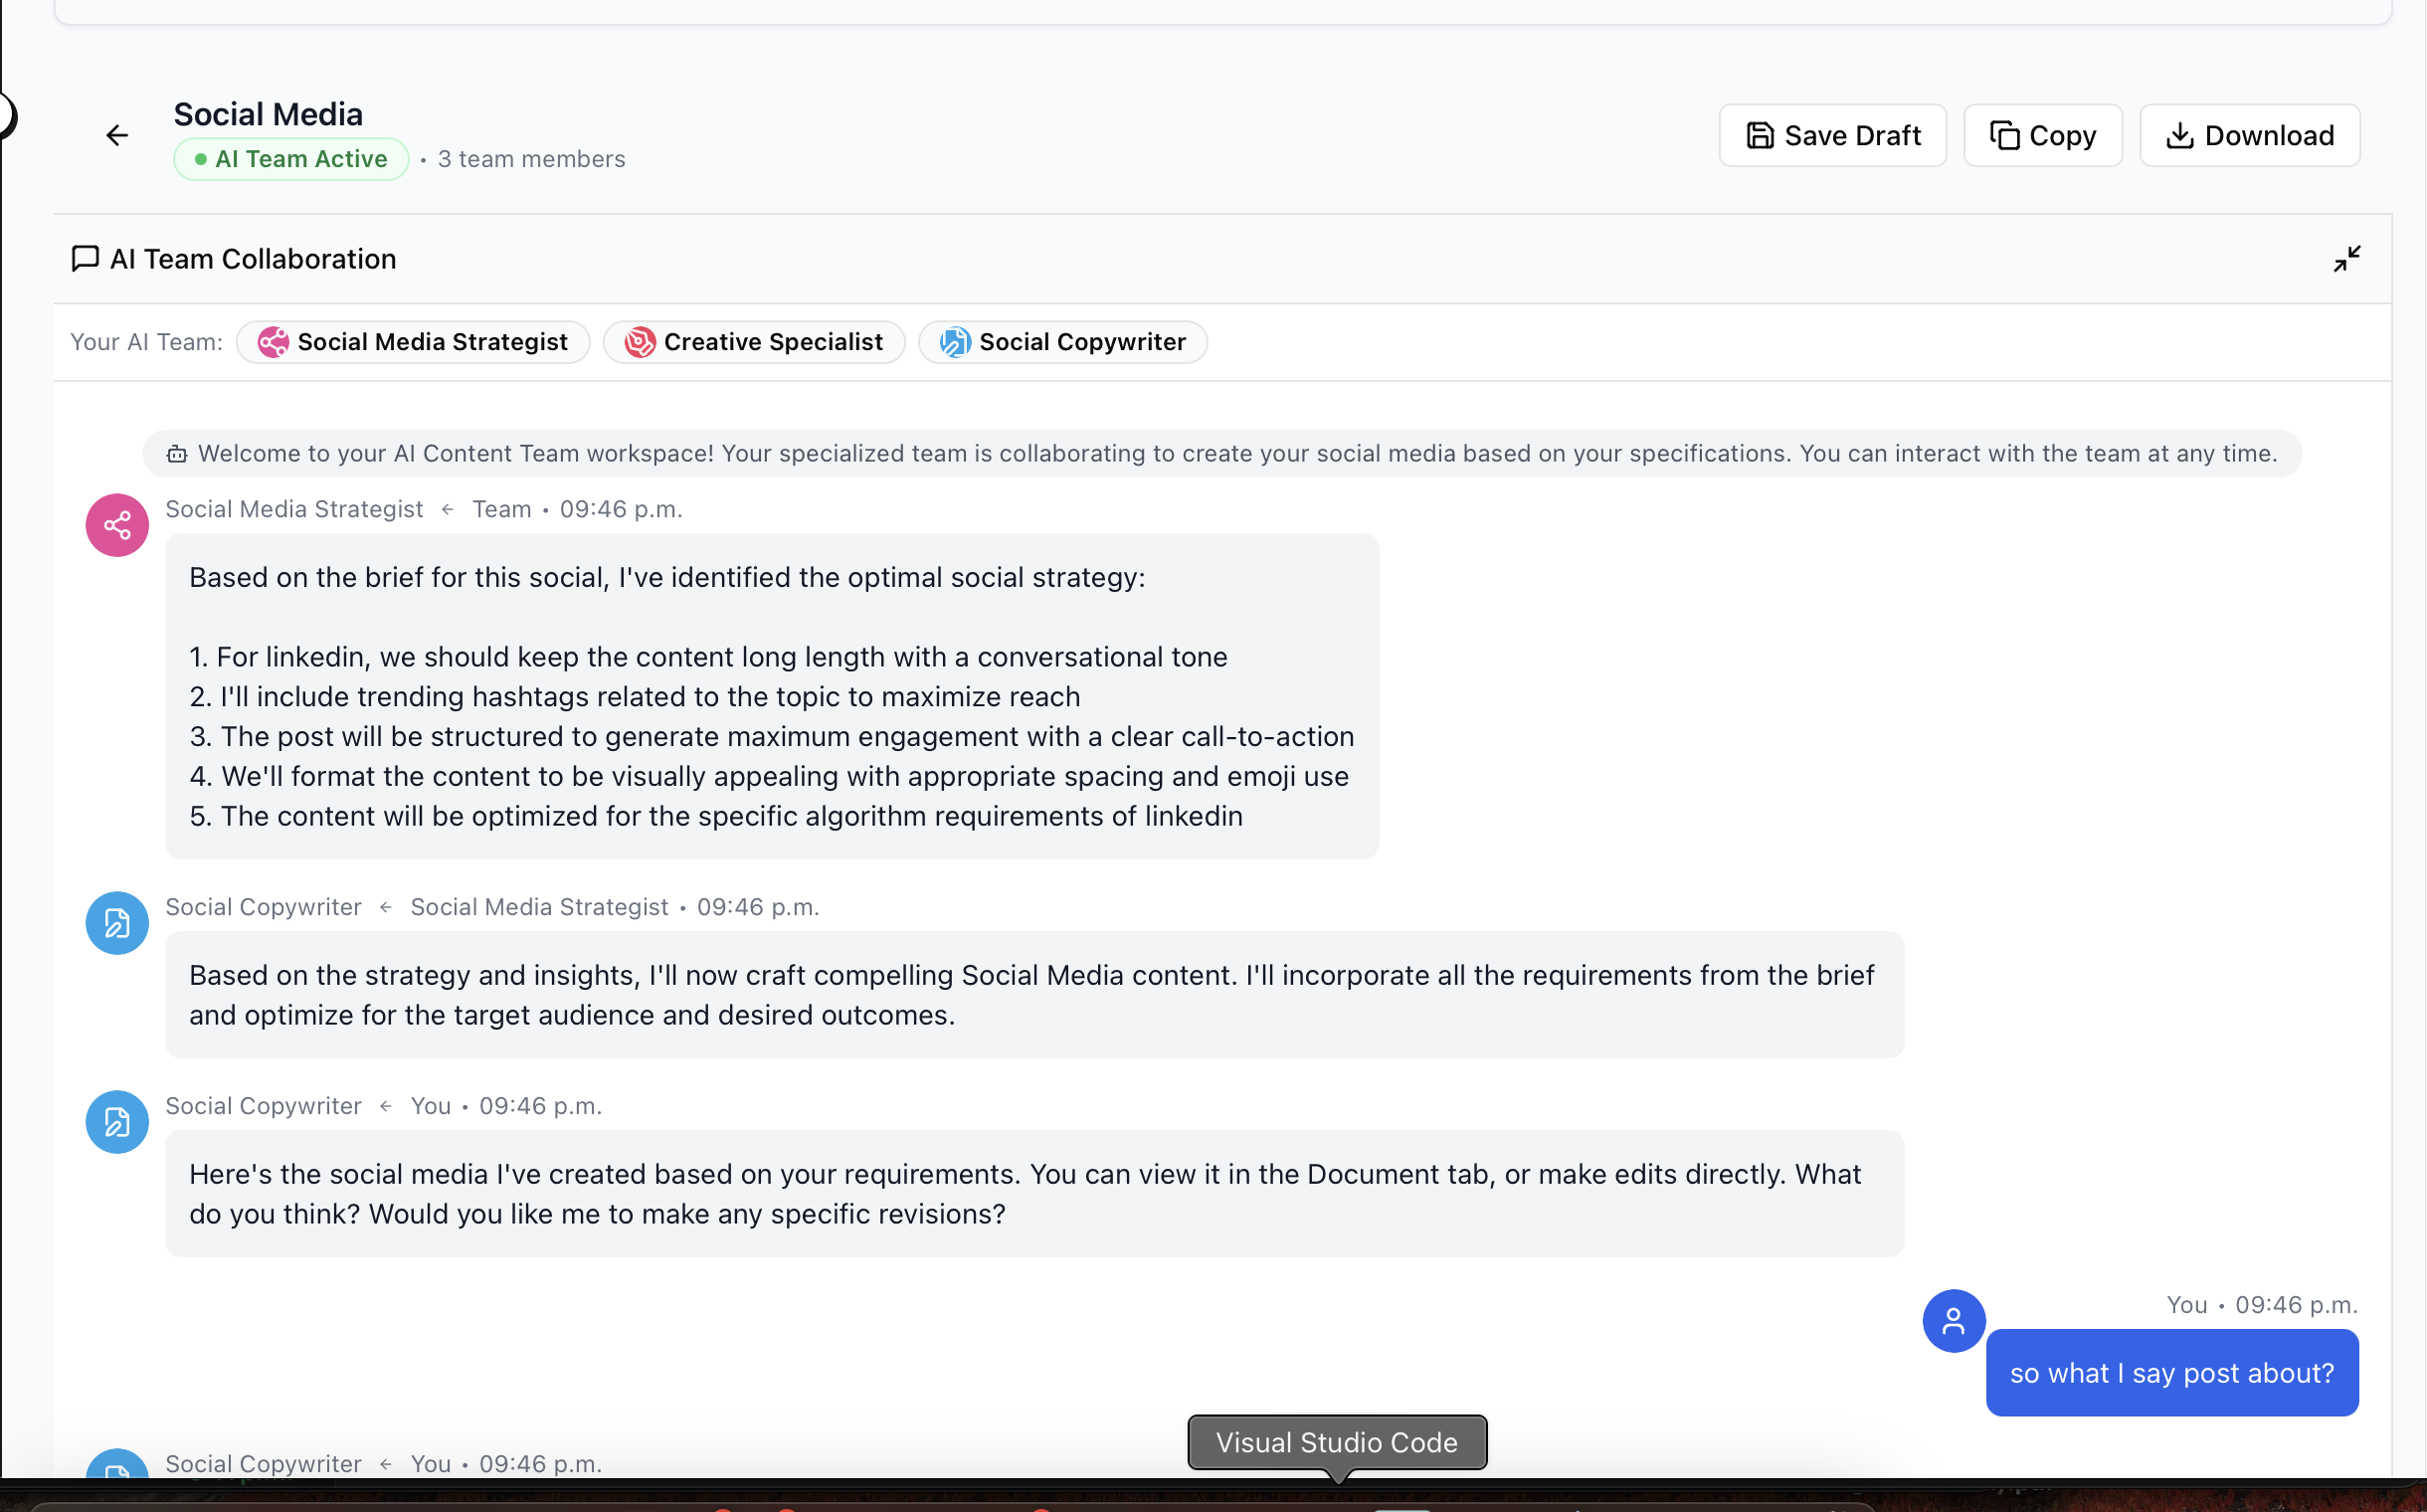 Social Media
AI Team Active • 3 team members
Save Draft
Copy
Download
AI Team Collaboration
Your AI Team: Social Media Strategist Creative Specialist Social Copywriter
Welcome to your AI Content Team workspace! Your specialized team is collaborating to create your social media based on your specifications. You can interact with the team at any time.
Social Media Strategist ← Team • 09:46 p.m.
Based on the brief for this social, I've identified the optimal social strategy:
1. For linkedin, we should keep the content long length with a conversational tone
2. I'll include trending hashtags related to the topic to maximize reach
3. The post will be structured to generate maximum engagement with a clear call-to-action
4. We'll format the content to be visually appealing with appropriate spacing and emoji use
5. The content will be optimized for the specific algorithm requirements of linkedin
Social Copywriter ← Social Media Strategist • 09:46 p.m.
Based on the strategy and insights, I'll now craft compelling Social Media content. I'll incorporate all the requirements from the brief
and optimize for the target audience and desired outcomes.
Social Copywriter ← You • 09:46 p.m.
Here's the social media I've created based on your requirements. You can view it in the Document tab, or make edits directly. What
do you think? Would you like me to make any specific revisions?
You • 09:46 p.m.
so what I say post about?
Visual Studio Code
Social Copywriter ← You • 09:46 p.m.